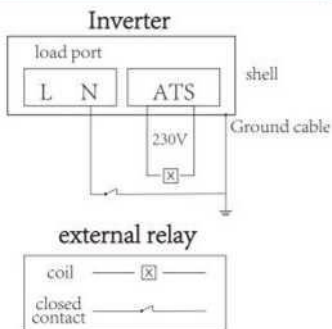 Inverter
load port
L N ATS
shell
230V
Ground cable
external relay
coil
closed
contact